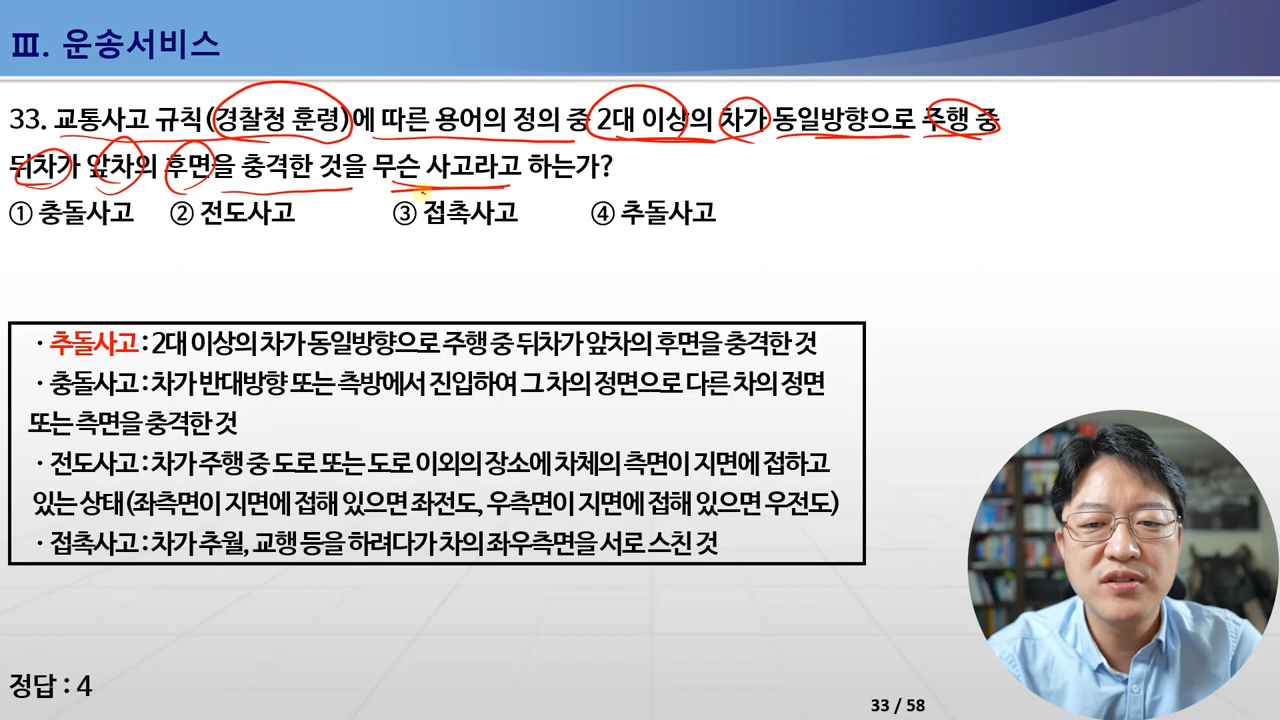 Ⅲ. 운송서비스
33. 교통사고 규칙(경찰청 훈령)에 따른 용어의 정의 중 2대 이상의 차가 동일방향으로 주행 중
뒤차가 앞차의 후면을 충격한 것을 무슨 사고라고 하는가?
① 충돌사고 ② 전도사고 ③ 접촉사고 ④ 추돌사고
· 추돌사고 : 2대 이상의 차가 동일방향으로 주행 중 뒤차가 앞차의 후면을 충격한 것
· 충돌사고 : 차가 반대방향 또는 측방에서 진입하여 그 차의 정면으로 다른 차의 정면
또는 측면을 충격한 것
· 전도사고 : 차가 주행 중 도로 또는 도로 이외의 장소에 차체의 측면이 지면에 접하고
있는 상태(좌측면이 지면에 접해 있으면 좌전도, 우측면이 지면에 접해 있으면 우전도)
· 접촉사고 : 차가 추월, 교행 등을 하려다가 차의 좌우측면을 서로 스친 것
정답 : 4
33 / 58